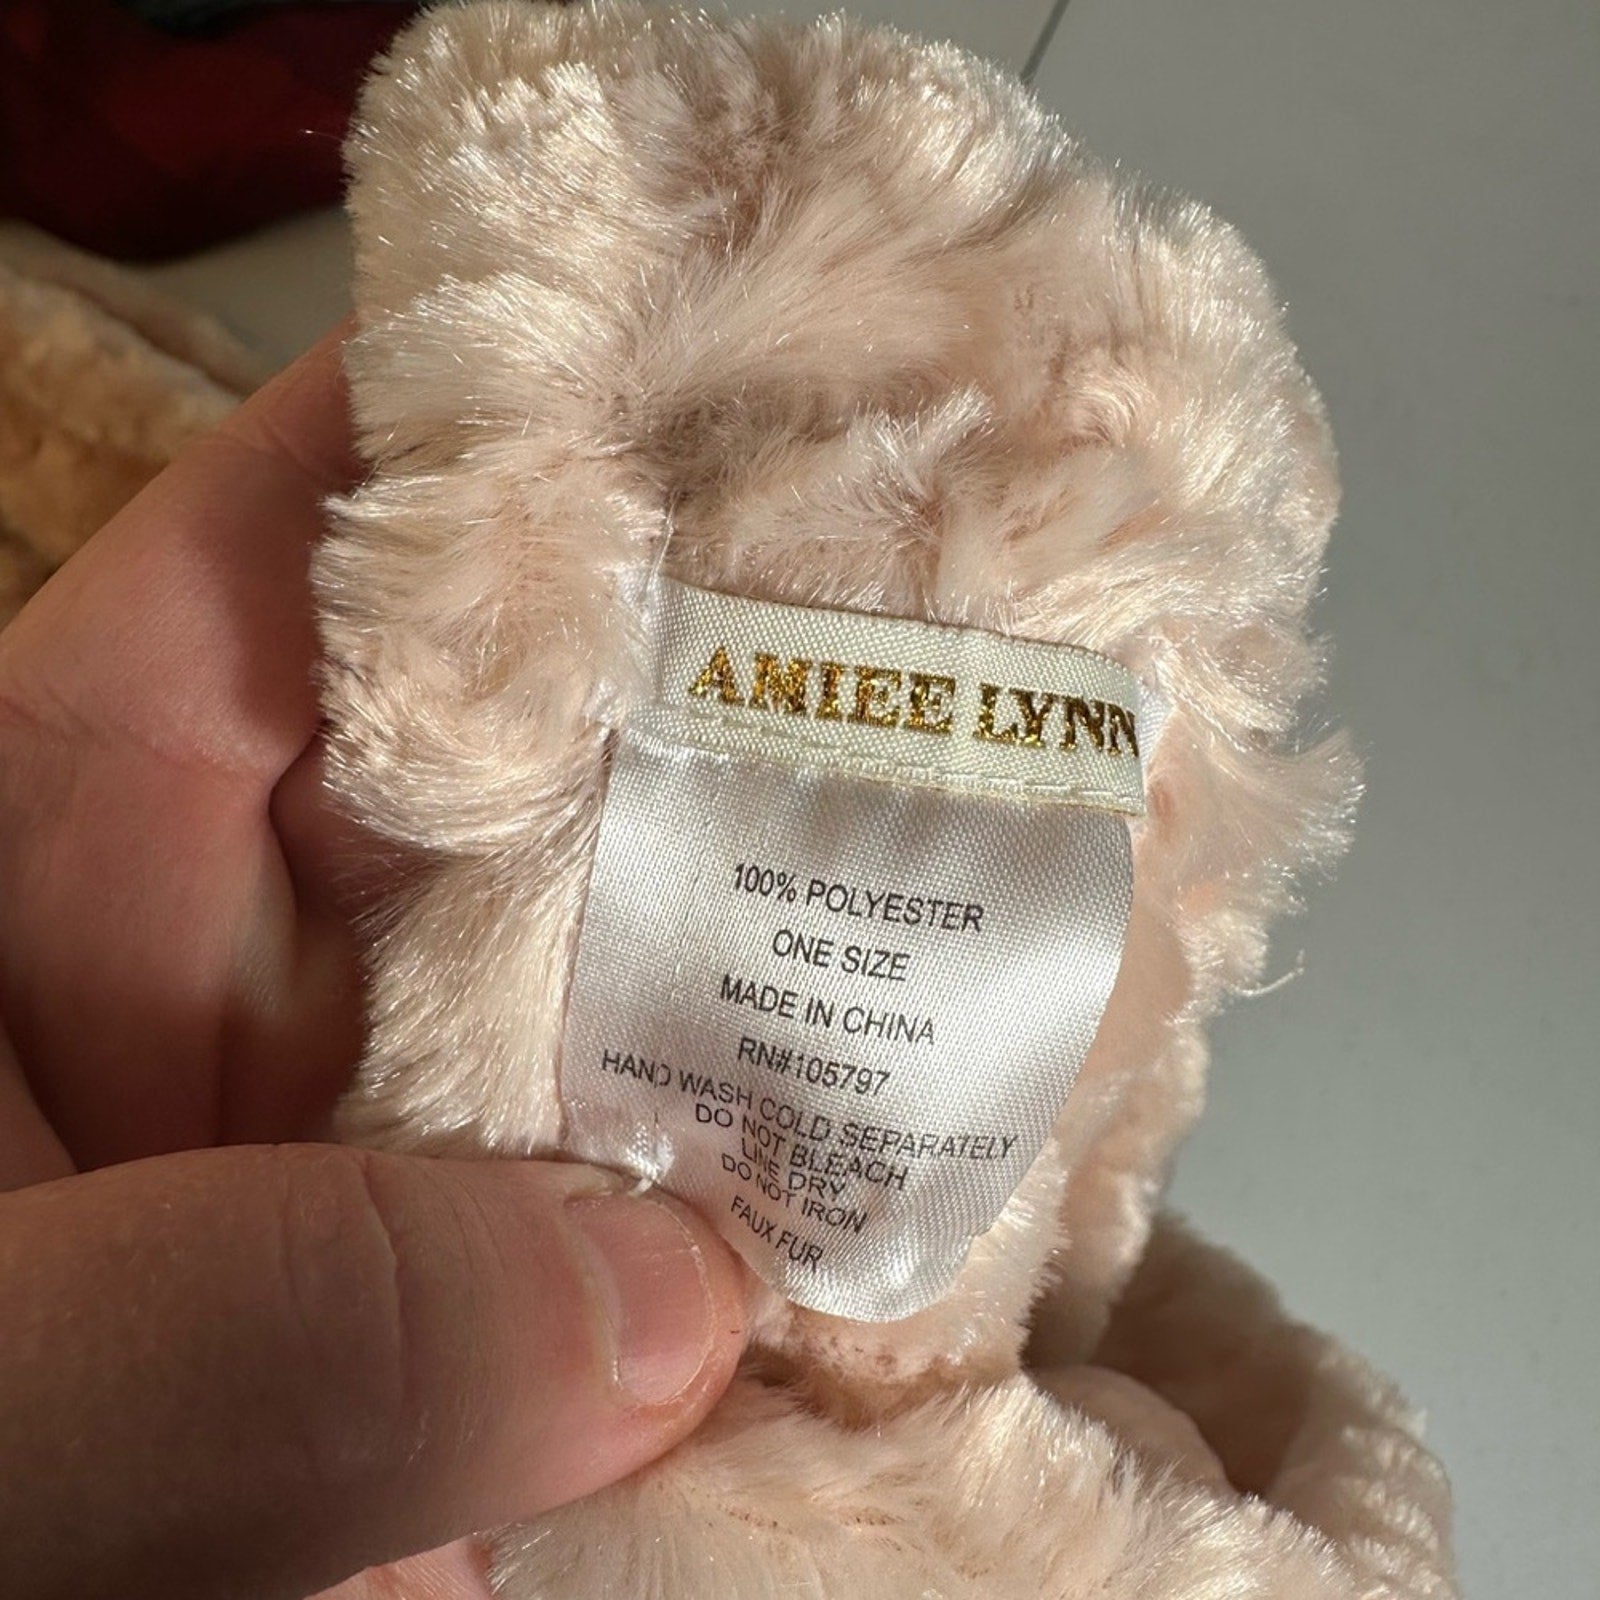 AMIEE LYNN
100% POLYESTER
ONE SIZE
MADE IN CHINA
RN#105797
HAND WASH COLD SEPARATELY
DO NOT BLEACH
LINE DRY
DO NOT IRON
FAUX FUR